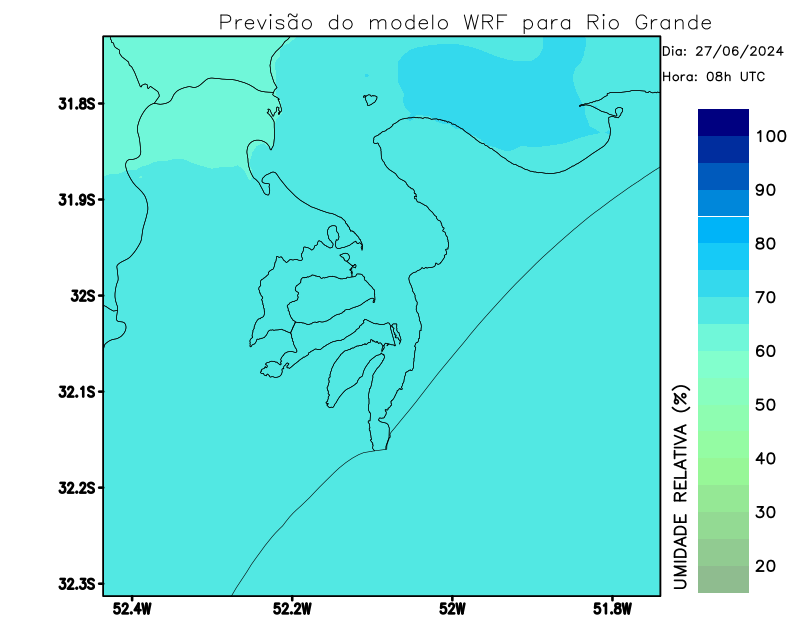 Previsão do modelo WRF para Rio Grande
Dia: 27/06/2024
Hora: 08h UTC
31.8S
31.9S
32S
32.1S
32.2S
32.3S
52.4W
52.2W
52W
51.8W
100
90
80
70
60
50
40
30
20
UMIDADE RELATIVA (%)